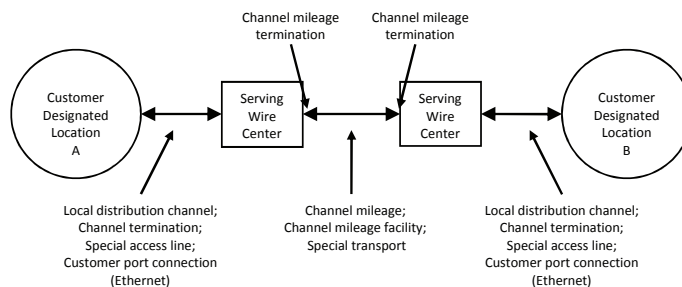 Channel mileage
termination
Channel mileage
termination
Customer
Designated
Location
A
Serving
Wire
Center
Serving
Wire
Center
Customer
Designated
Location
B
Local distribution channel;
Channel termination;
Special access line;
Customer port connection
(Ethernet)
Channel mileage;
Channel mileage facility;
Special transport
Local distribution channel;
Channel termination;
Special access line;
Customer port connection
(Ethernet)